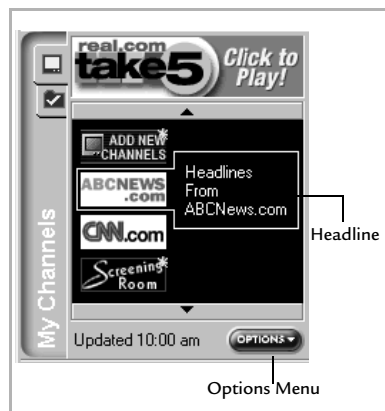 real.com
take5
Click to
Play!
ADD NEW
CHANNELS
ABCNEWS
.com
Headlines
From
ABCNews.com
CNN.com
Screening
Room
My Channels
Headline
Updated 10:00 am
OPTIONS
Options Menu